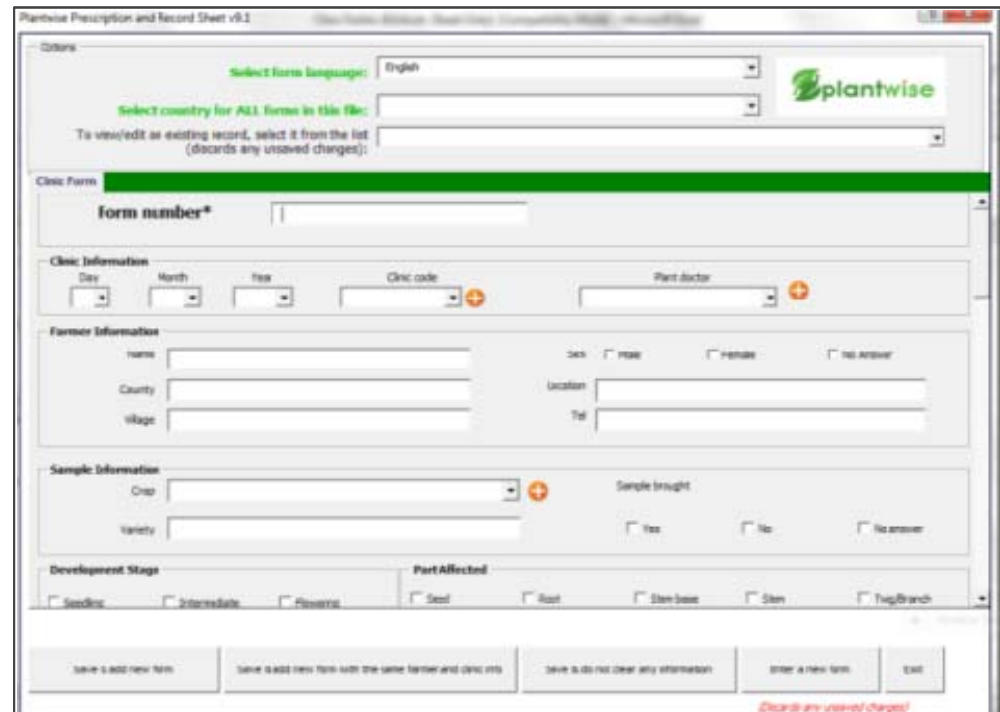 Plantwise Prescription and Record Sheet v9.1
Options
Select form language: English
plantwise
Select country for ALL forms in this file:
To view/edit an existing record, select it from the list
(discards any unsaved changes):
Clinic Form
Form number*
Clinic Information
Day Month Year Clinic code Plant doctor
Farmer Information
Name Sex Male Female No Answer
County Location
Village Tel
Sample Information
Crop Sample brought
Variety Yes No No answer
Development Stage Part Affected
Seedling Intermediate Flowering Seed Root Stem base Stem Twig/Branch
Save & add new form Save & add new form with the same farmer and clinic info Save & do not clear any information Enter a new form Exit
(Discards any unsaved changes)